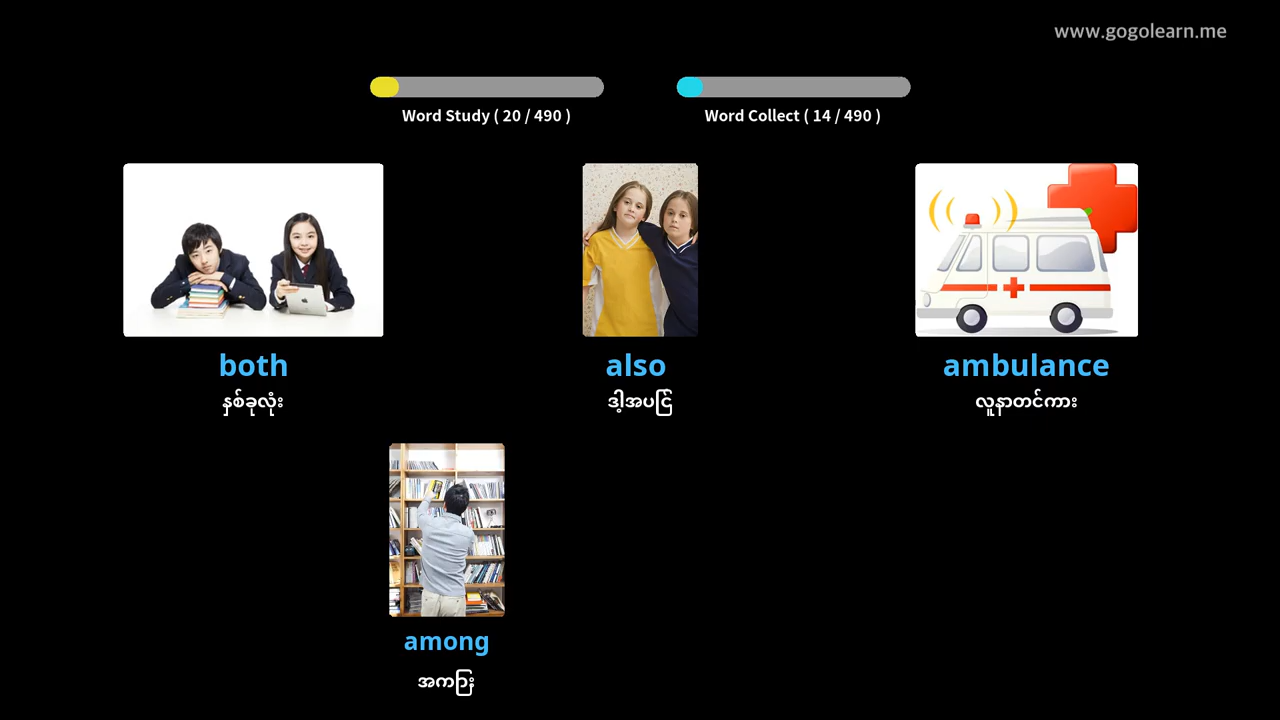 www.gogolearn.me
Word Study ( 20 / 490 )
Word Collect ( 14 / 490 )
both
also
ambulance
နှစ်ခုလုံး
ဒါ့အပြင်
လူနာတင်ကား
among
အကြား